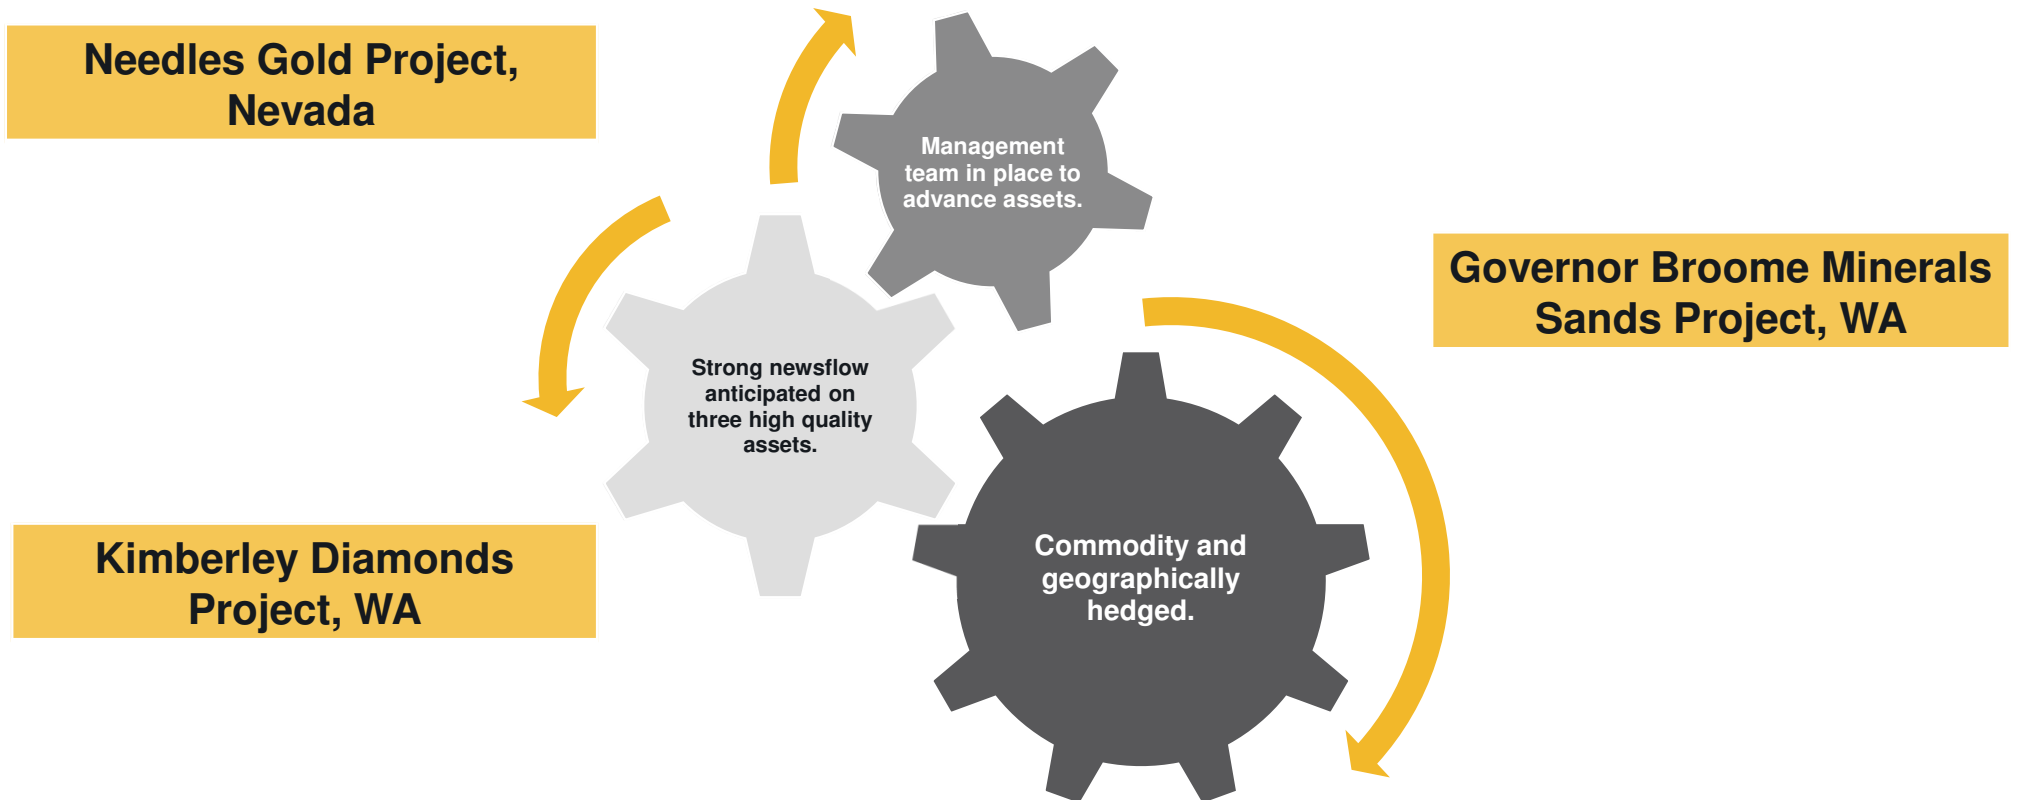 Needles Gold Project,
Nevada
Management
team in place to
advance assets.
Governor Broome Minerals
Sands Project, WA
Strong newsflow
anticipated on
three high quality
assets.
Kimberley Diamonds
Project, WA
Commodity and
geographically
hedged.